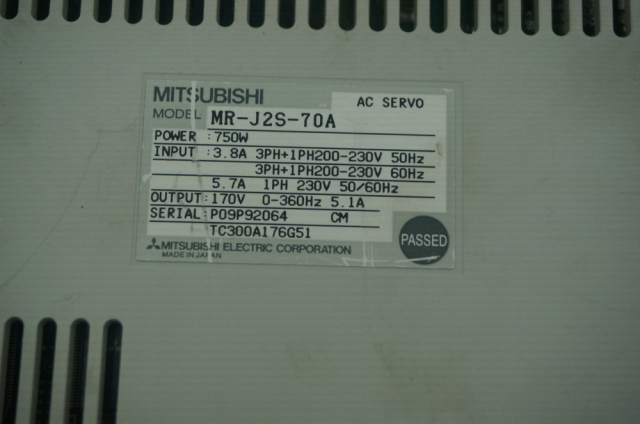 MITSUBISHI
AC SERVO
MODEL MR-J2S-70A
POWER :750W
INPUT :3.8A 3PH+1PH200-230V 50Hz
3PH+1PH200-230V 60Hz
5.7A 1PH 230V 50/60Hz
OUTPUT:170V 0-360Hz 5.1A
SERIAL:P09P92064 CM
TC300A176G51
PASSED
MITSUBISHI ELECTRIC CORPORATION
MADE IN JAPAN